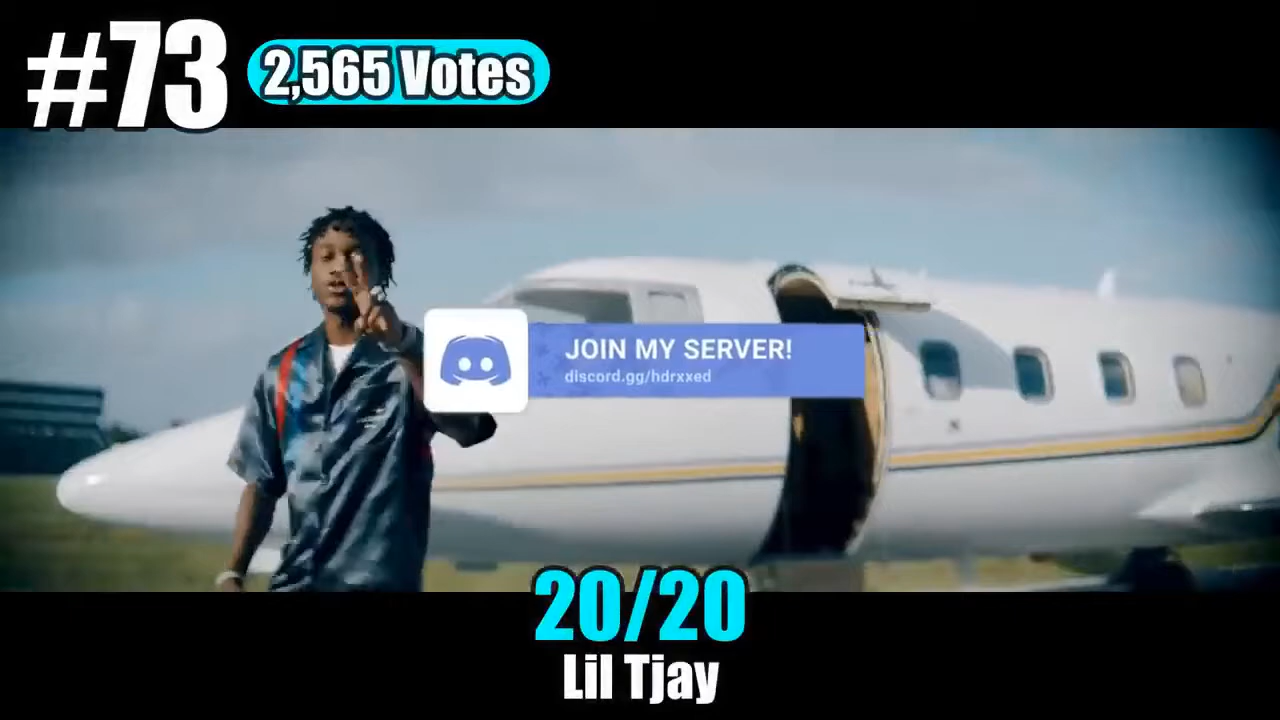 #73
2,565 Votes
JOIN MY SERVER!
discord.gg/hdrxxed
20/20
Lil Tjay